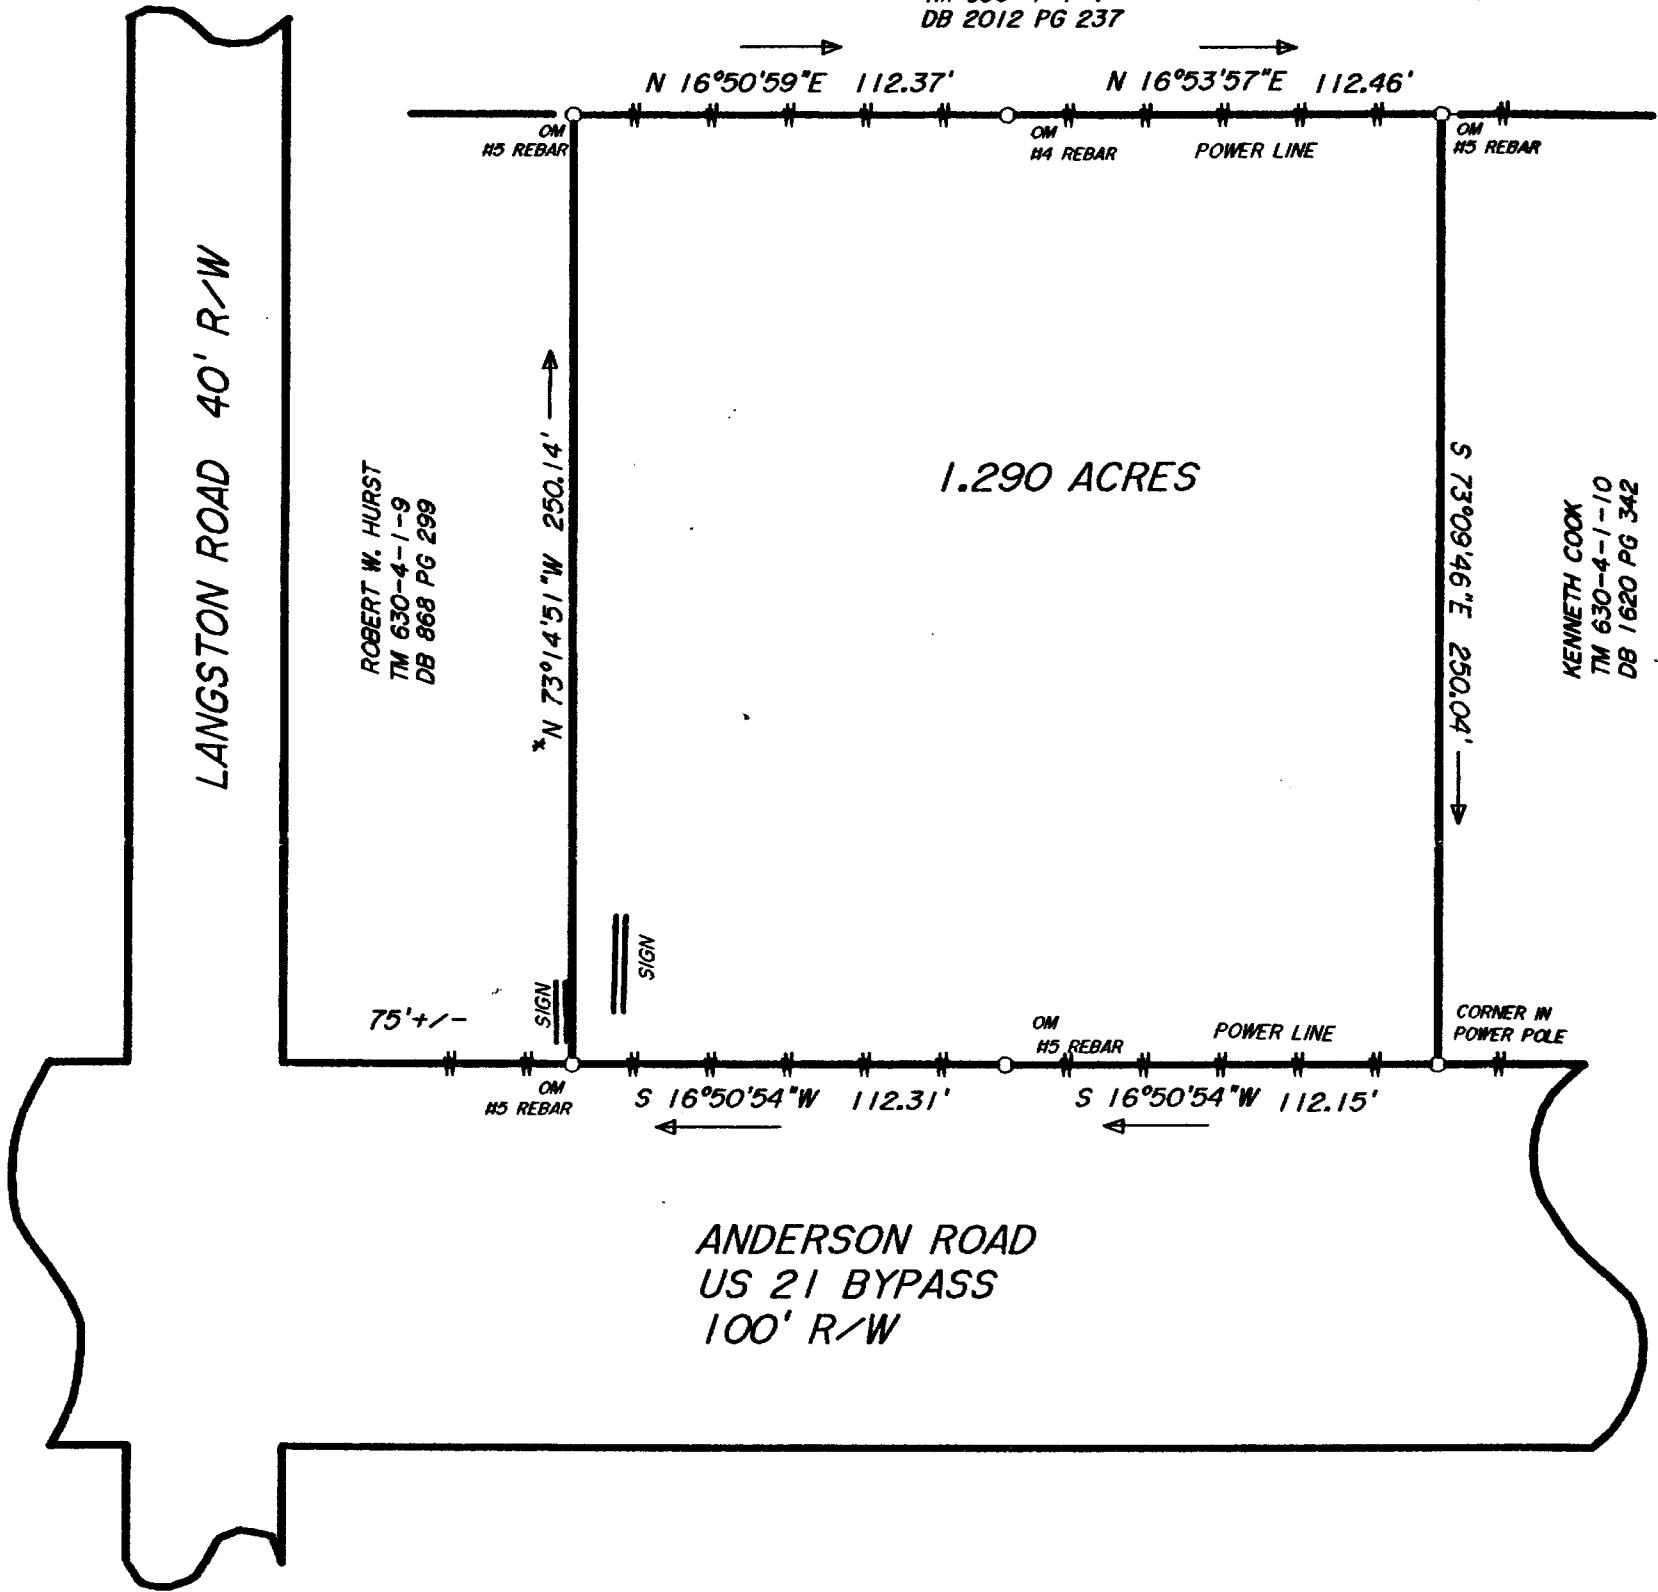 DB 2012 PG 237
N 16°50'59"E 112.37'
N 16°53'57"E 112.46'
OM
#5 REBAR
OM
#4 REBAR
POWER LINE
OM
#5 REBAR
LANGSTON ROAD 40' R/W
ROBERT W. HURST
TM 630-4-1-9
DB 868 PG 299
*N 73°14'51"W 250.14'
1.290 ACRES
S 73°09'46"E 250.04'
KENNETH COOK
TM 630-4-1-10
DB 1620 PG 342
SIGN
SIGN
75'+/-
OM
#5 REBAR
POWER LINE
CORNER IN
POWER POLE
OM
#5 REBAR
S 16°50'54"W 112.31'
S 16°50'54"W 112.15'
ANDERSON ROAD
US 21 BYPASS
100' R/W